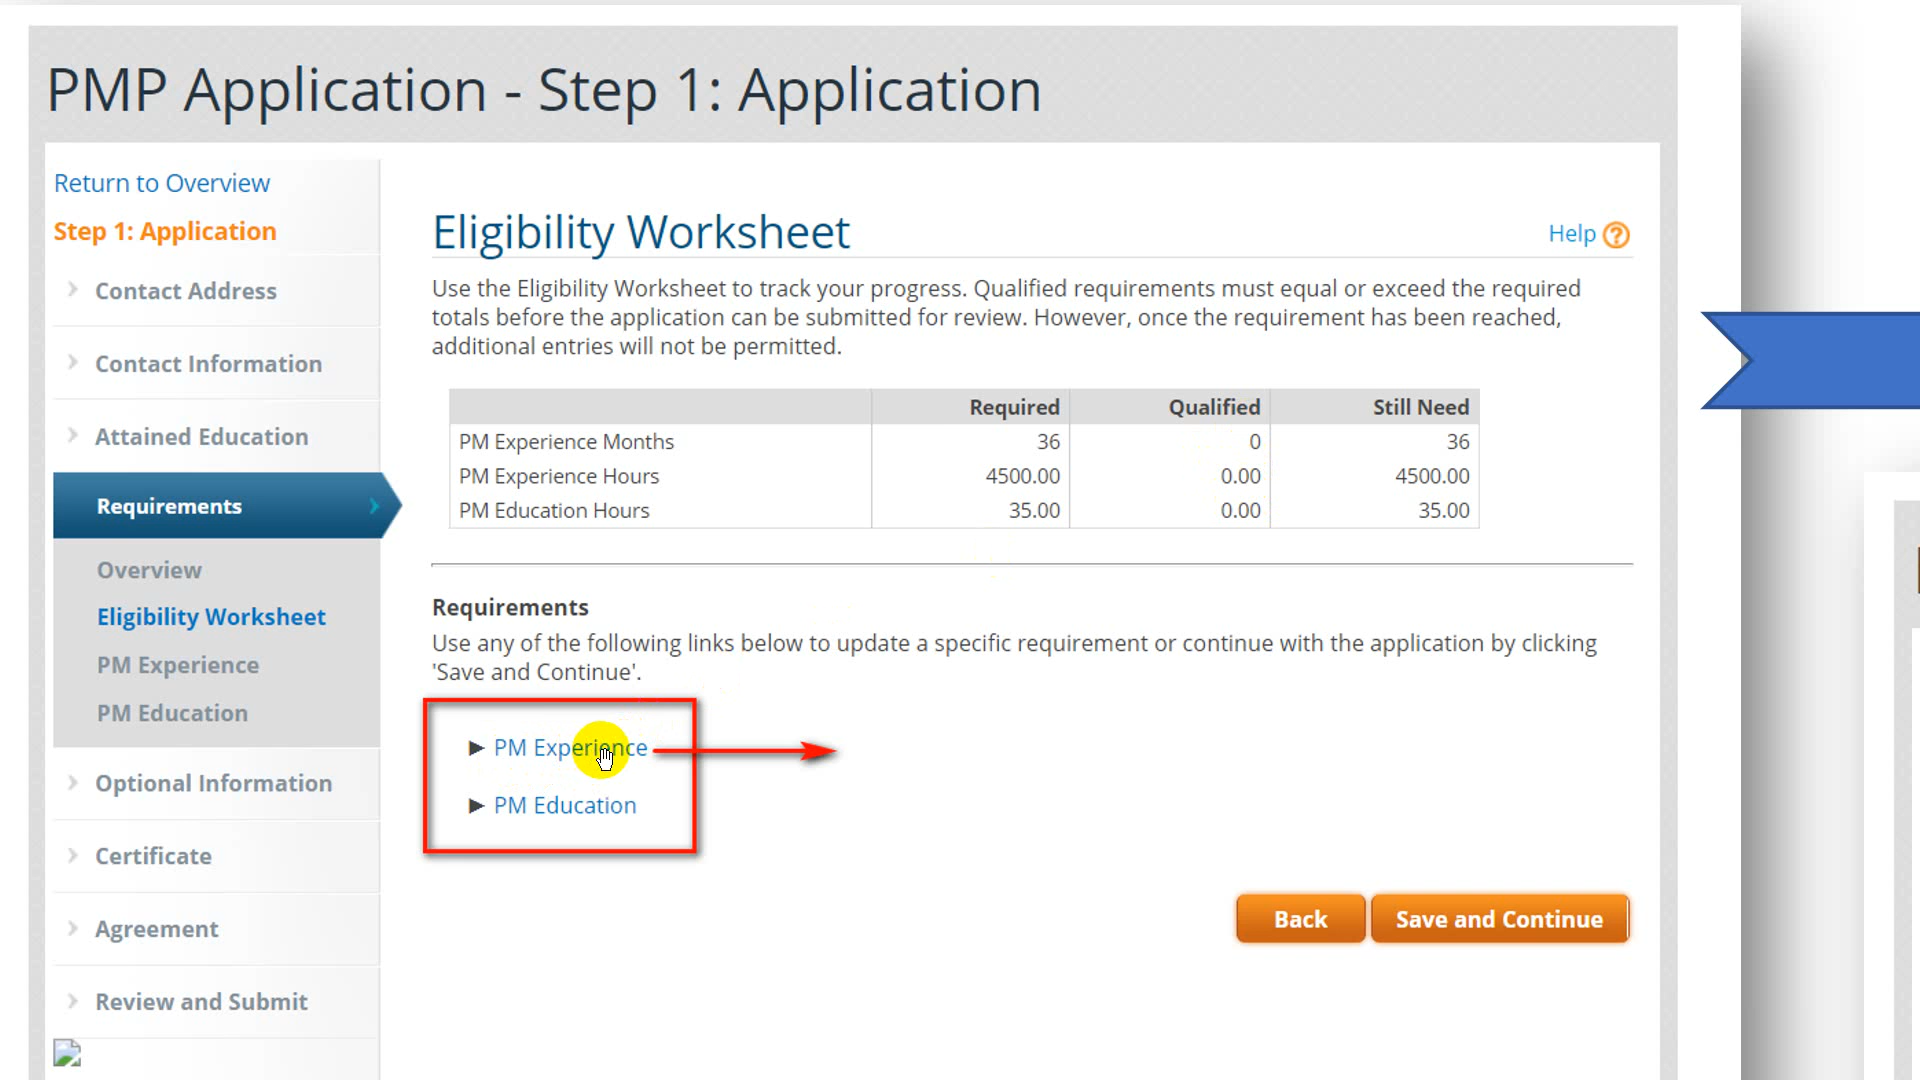 PMP Application - Step 1: Application
Return to Overview
Step 1: Application
Contact Address
Contact Information
Attained Education
Requirements
Overview
Eligibility Worksheet
PM Experience
PM Education
Optional Information
Certificate
Agreement
Review and Submit
Eligibility Worksheet
Help ?
Use the Eligibility Worksheet to track your progress. Qualified requirements must equal or exceed the required
totals before the application can be submitted for review. However, once the requirement has been reached,
additional entries will not be permitted.
Required Qualified Still Need
PM Experience Months 36 0 36
PM Experience Hours 4500.00 0.00 4500.00
PM Education Hours 35.00 0.00 35.00
Requirements
Use any of the following links below to update a specific requirement or continue with the application by clicking
'Save and Continue'.
PM Experience
PM Education
Back Save and Continue